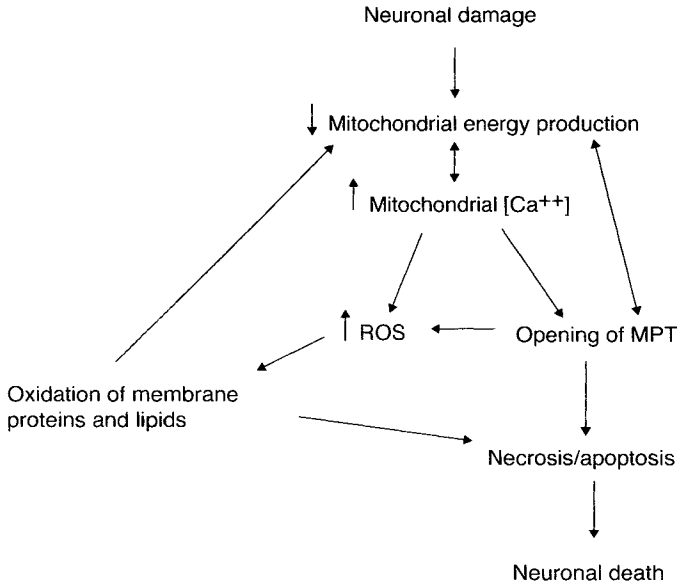 Neuronal damage
↓ Mitochondrial energy production
↑ Mitochondrial [Ca++]
↑ ROS
Opening of MPT
Oxidation of membrane
proteins and lipids
Necrosis/apoptosis
Neuronal death